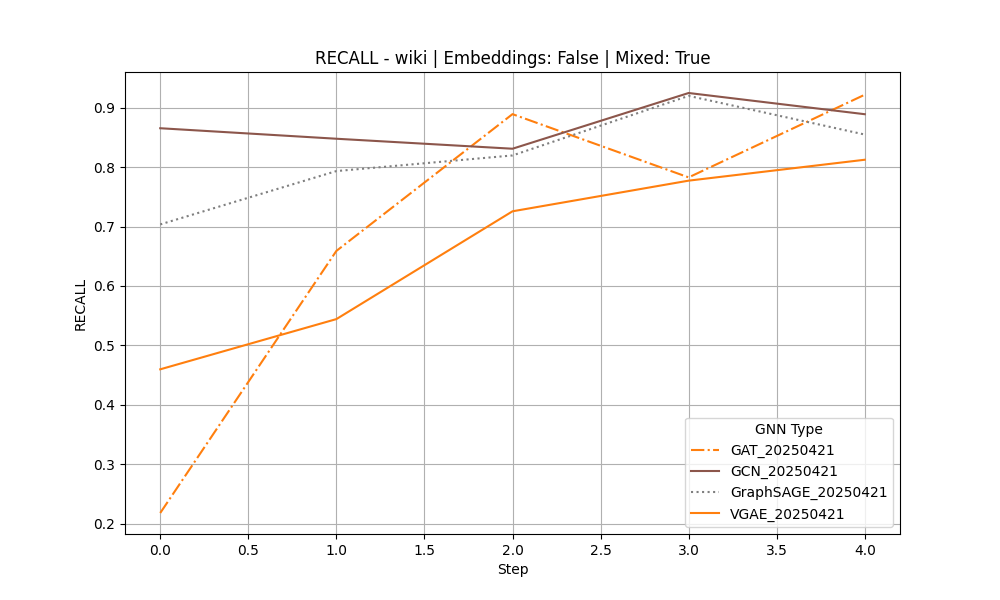 RECALL - wiki | Embeddings: False | Mixed: True
RECALL
0.9
0.8
0.7
0.6
0.5
0.4
0.3
0.2
0.0 0.5 1.0 1.5 2.0 2.5 3.0 3.5 4.0
Step
GNN Type
GAT_20250421
GCN_20250421
GraphSAGE_20250421
VGAE_20250421